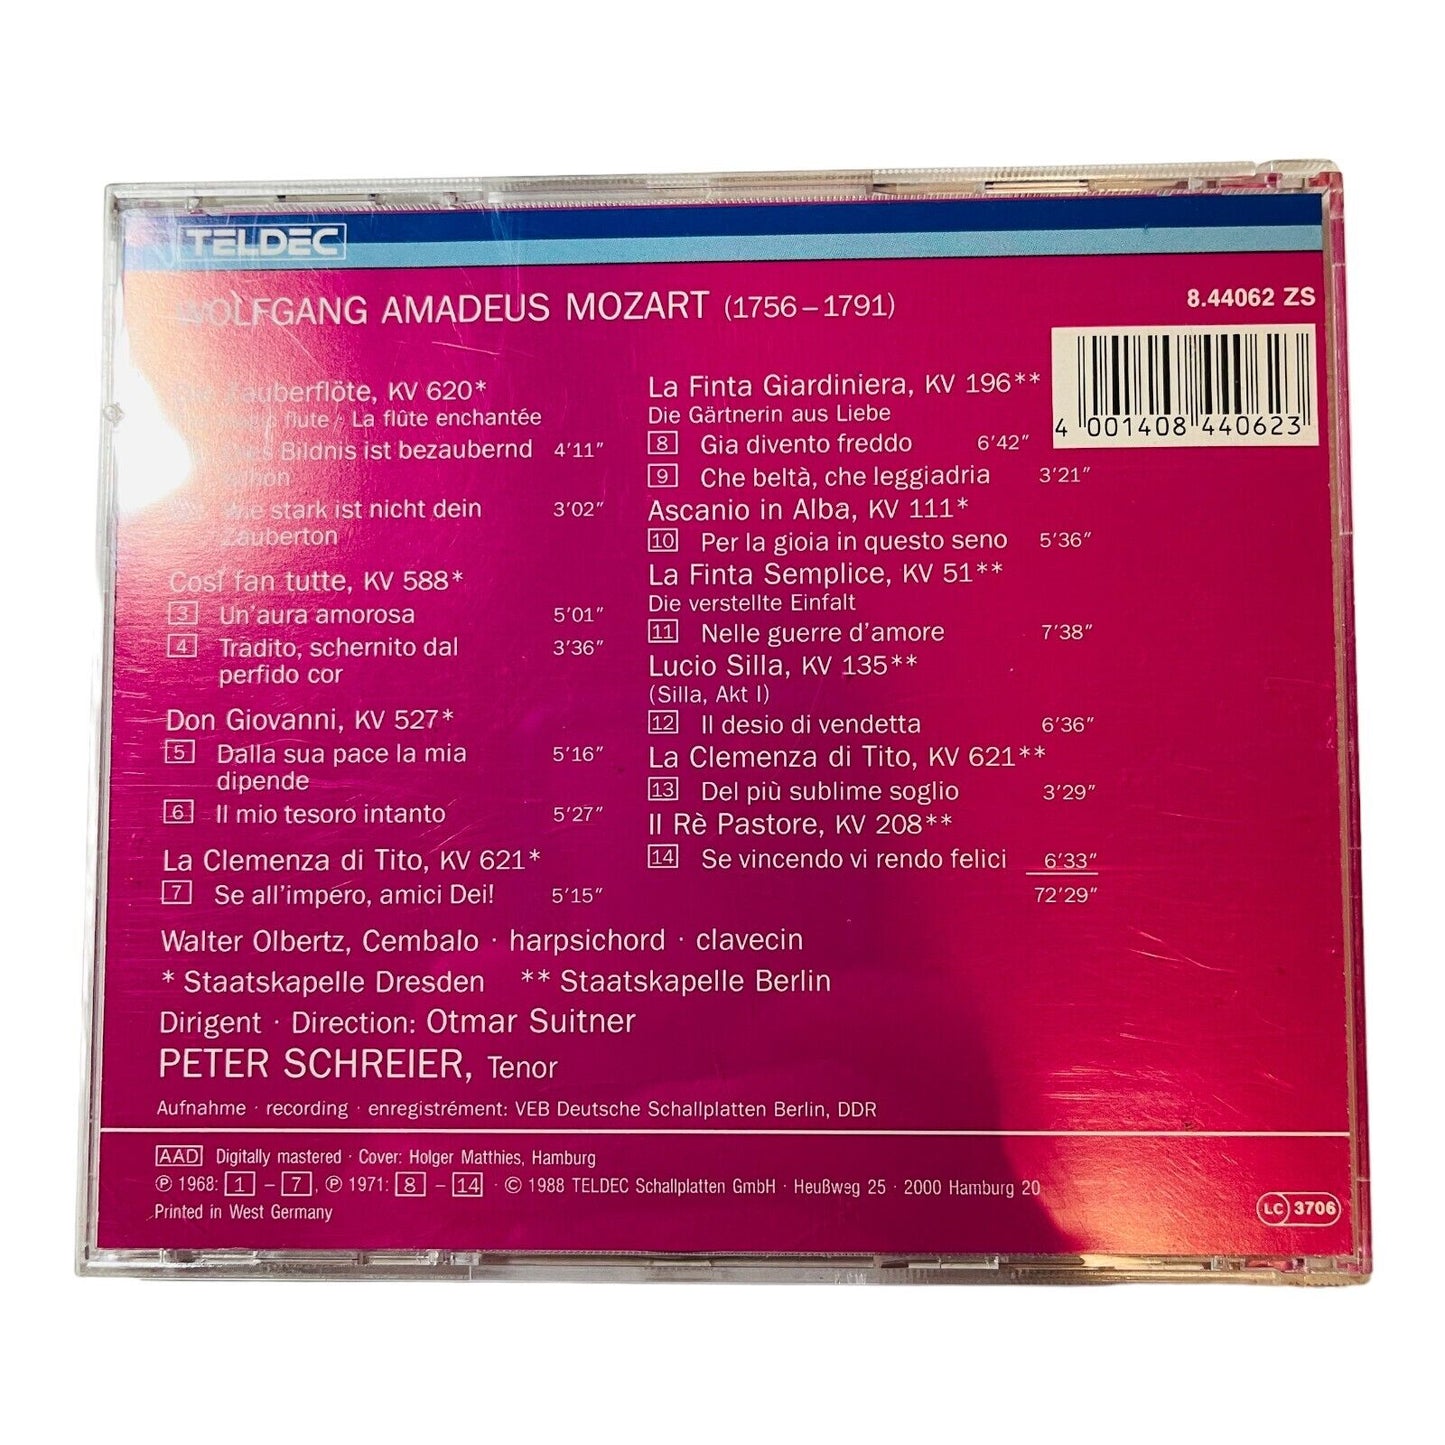 TELDEC
WOLFGANG AMADEUS MOZART (1756–1791)
8.44062 ZS
4 001408 440623
Zauberflöte, KV 620*
flute · La flûte enchantée
Bildnis ist bezaubernd 4'11"
stark ist nicht dein 3'02"
Zauberton
Cosí fan tutte, KV 588*
3 Un'aura amorosa 5'01"
4 Tradito, schernito dal 3'36"
perfido cor
Don Giovanni, KV 527*
5 Dalla sua pace la mia 5'16"
dipende
6 Il mio tesoro intanto 5'27"
La Clemenza di Tito, KV 621*
7 Se all'impero, amici Dei! 5'15"
La Finta Giardiniera, KV 196**
Die Gärtnerin aus Liebe
8 Gia divento freddo 6'42"
9 Che beltà, che leggiadria 3'21"
Ascanio in Alba, KV 111*
10 Per la gioia in questo seno 5'36"
La Finta Semplice, KV 51**
Die verstellte Einfalt
11 Nelle guerre d'amore 7'38"
Lucio Silla, KV 135**
(Silla, Akt I)
12 Il desio di vendetta 6'36"
La Clemenza di Tito, KV 621**
13 Del più sublime soglio 3'29"
Il Rè Pastore, KV 208**
14 Se vincendo vi rendo felici 6'33"
72'29"
Walter Olbertz, Cembalo · harpsichord · clavecin
* Staatskapelle Dresden ** Staatskapelle Berlin
Dirigent · Direction: Otmar Suitner
PETER SCHREIER, Tenor
Aufnahme · recording · enregistrément: VEB Deutsche Schallplatten Berlin, DDR
AAD Digitally mastered · Cover: Holger Matthies, Hamburg
℗ 1968: 1 – 7, ℗ 1971: 8 – 14 · © 1988 TELDEC Schallplatten GmbH · Heußweg 25 · 2000 Hamburg 20
Printed in West Germany
LC 3706